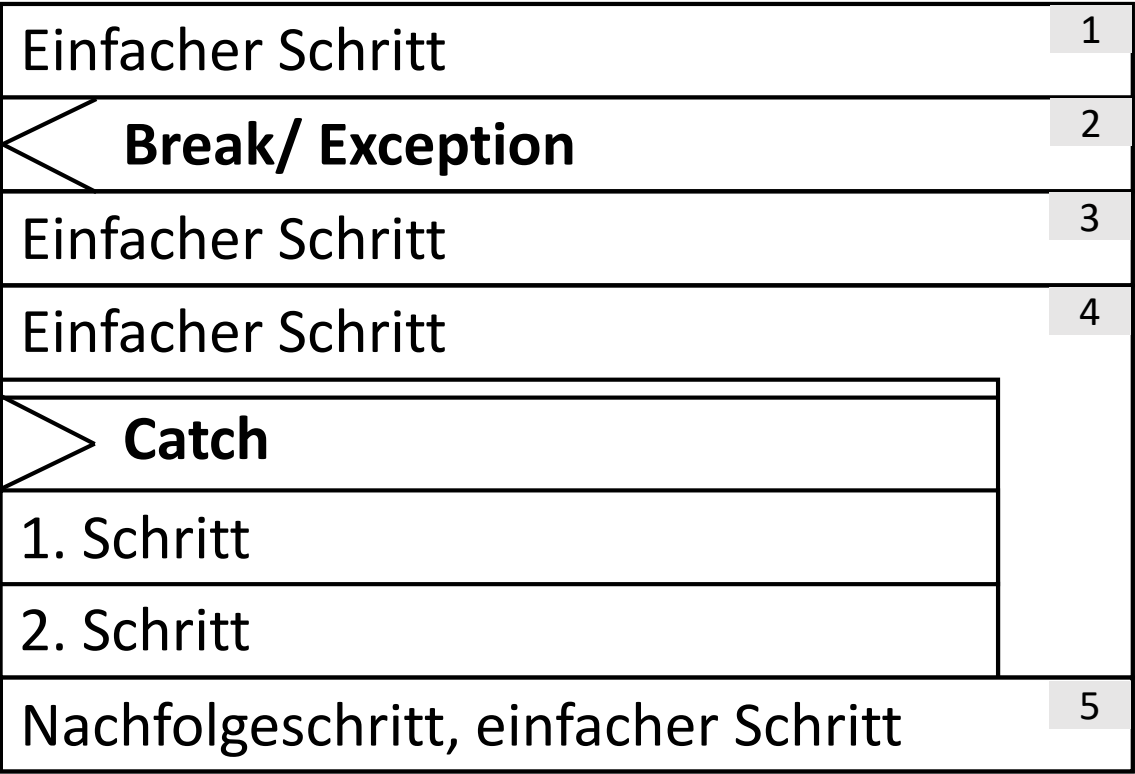 Einfacher Schritt 1
Break/ Exception 2
Einfacher Schritt 3
Einfacher Schritt 4
Catch
1. Schritt
2. Schritt
Nachfolgeschritt, einfacher Schritt 5